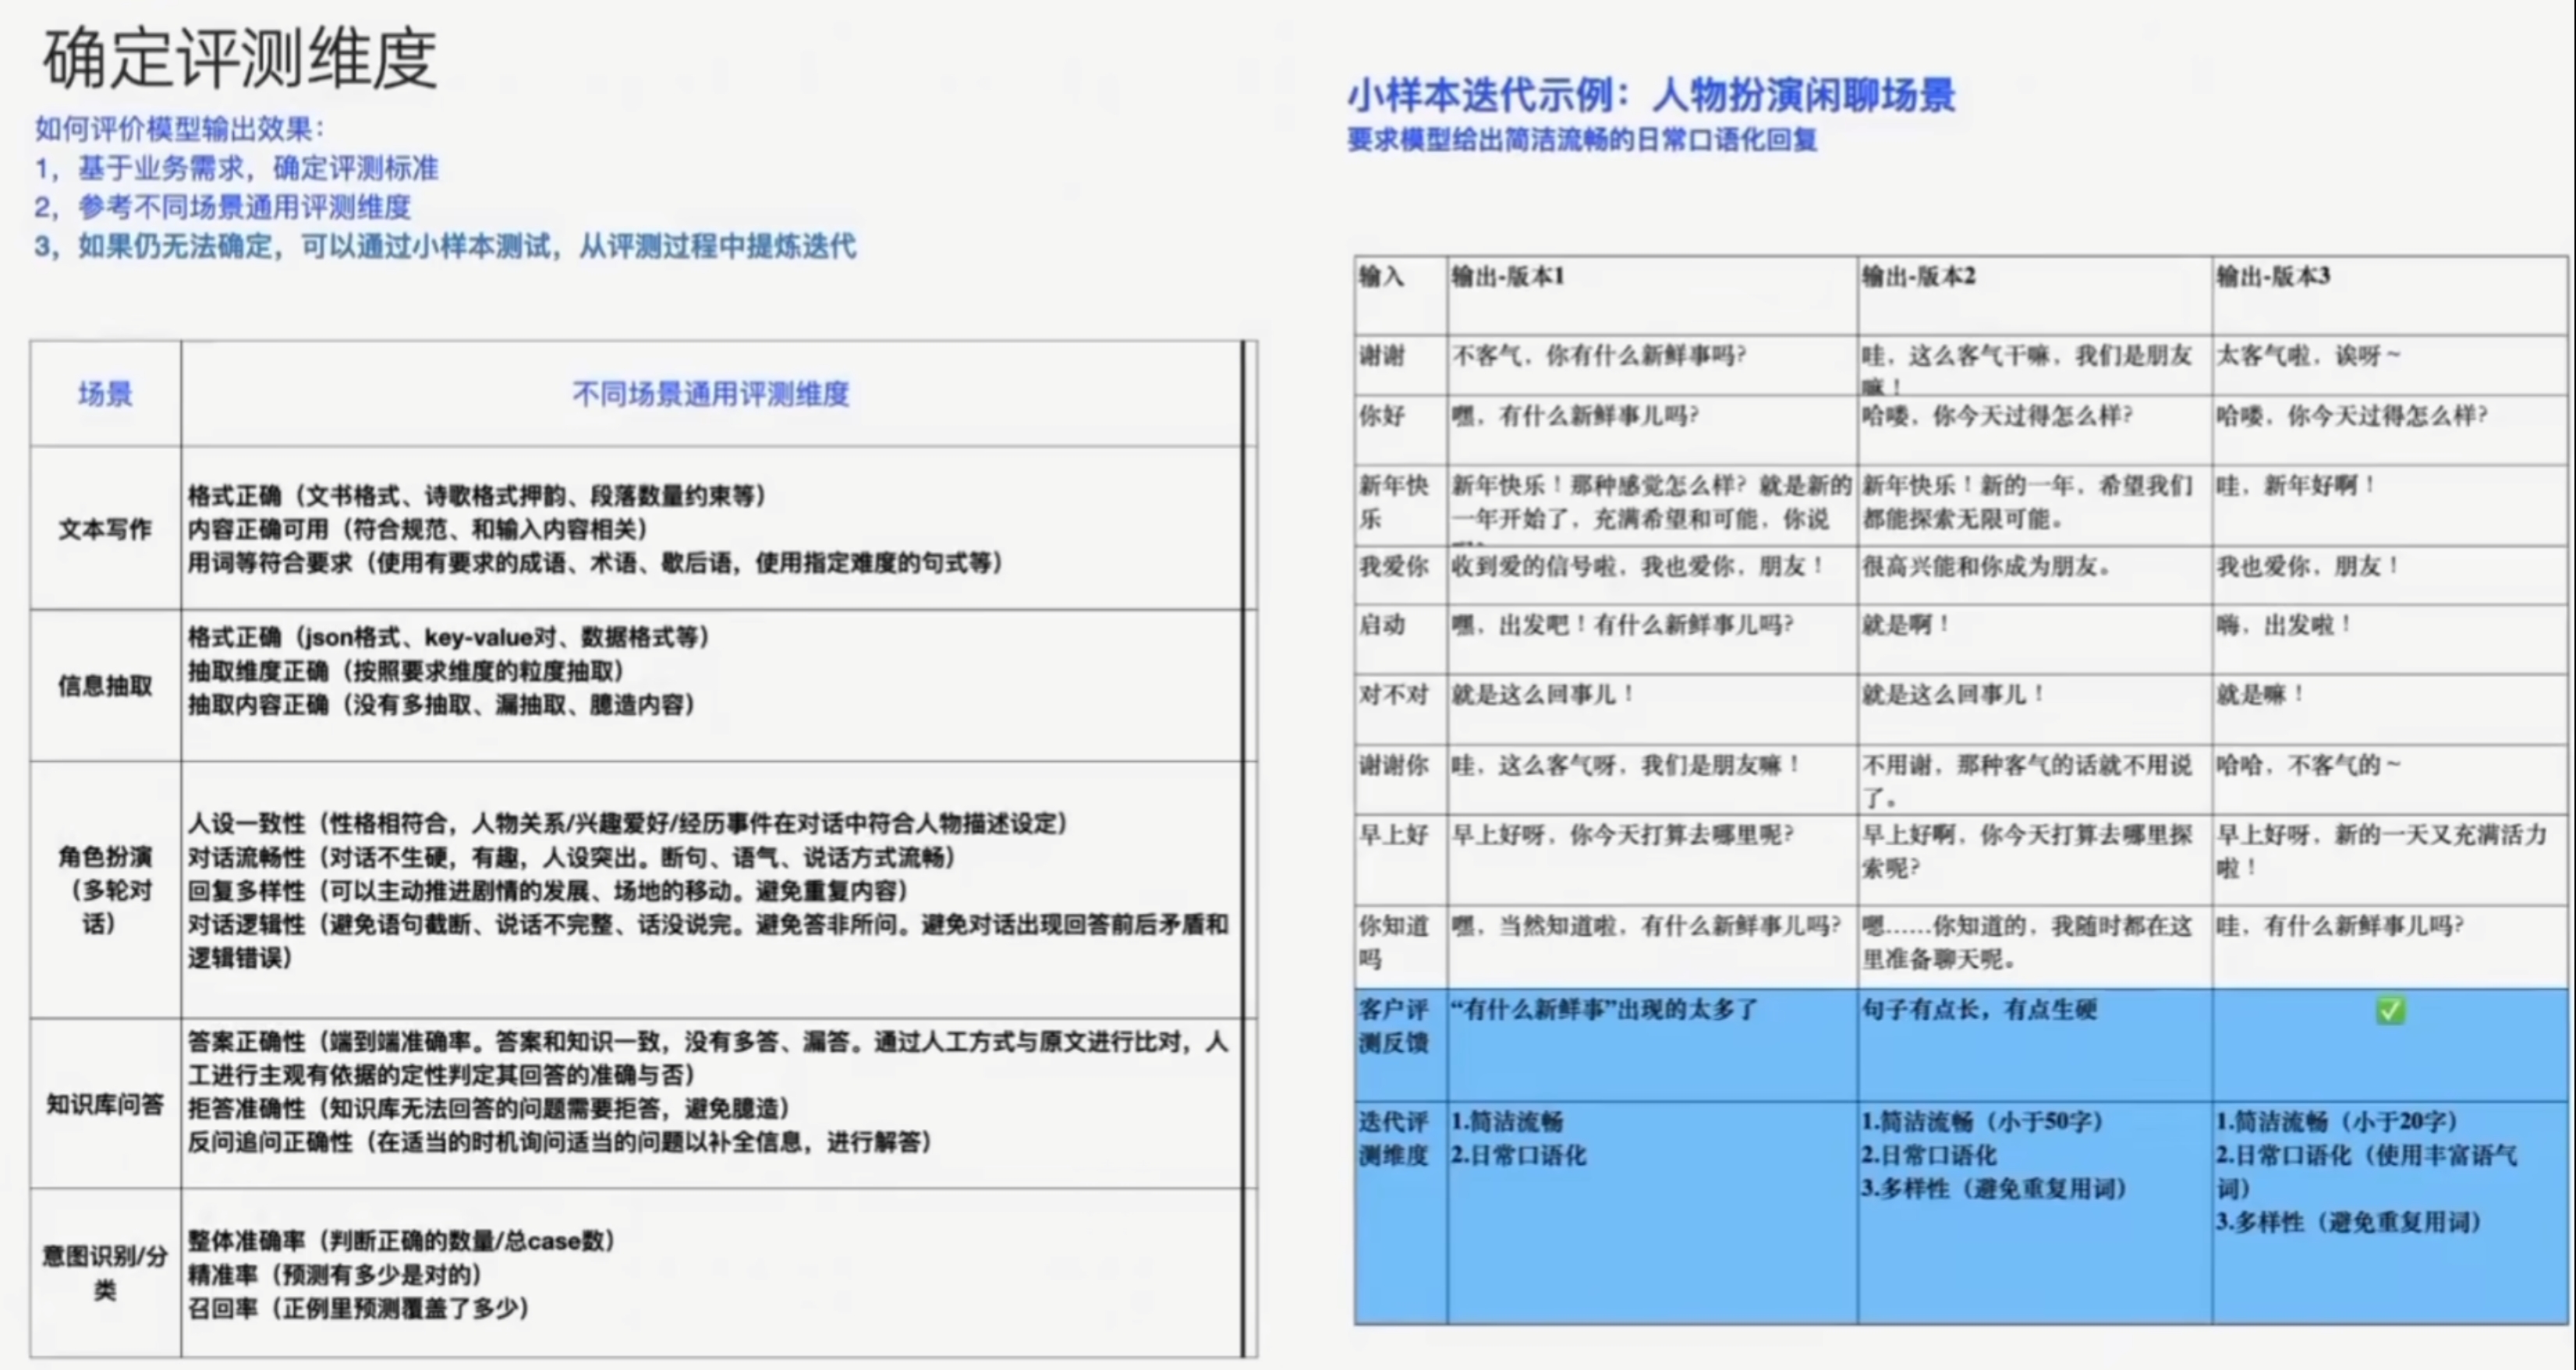 确定评测维度
如何评价模型输出效果：
1，基于业务需求，确定评测标准
2，参考不同场景通用评测维度
3，如果仍无法确定，可以通过小样本测试，从评测过程中提炼迭代
场景
不同场景通用评测维度
文本写作
格式正确（文书格式、诗歌格式押韵、段落数量约束等）
内容正确可用（符合规范、和输入内容相关）
用词等符合要求（使用有要求的成语、术语、歇后语，使用指定难度的句式等）
信息抽取
格式正确（json格式、key-value对、数据格式等）
抽取维度正确（按照要求维度的粒度抽取）
抽取内容正确（没有多抽取、漏抽取、臆造内容）
角色扮演
（多轮对
话）
人设一致性（性格相符合，人物关系/兴趣爱好/经历事件在对话中符合人物描述设定）
对话流畅性（对话不生硬，有趣，人设突出。断句、语气、说话方式流畅）
回复多样性（可以主动推进剧情的发展、场地的移动。避免重复内容）
对话逻辑性（避免语句截断、说话不完整、话没说完。避免答非所问。避免对话出现回答前后矛盾和
逻辑错误）
知识库问答
答案正确性（端到端准确率。答案和知识一致，没有多答、漏答。通过人工方式与原文进行比对，人
工进行主观有依据的定性判定其回答的准确与否）
拒答准确性（知识库无法回答的问题需要拒答，避免臆造）
反问追问正确性（在适当的时机询问适当的问题以补全信息，进行解答）
意图识别/分
类
整体准确率（判断正确的数量/总case数）
精准率（预测有多少是对的）
召回率（正例里预测覆盖了多少）
小样本迭代示例：人物扮演闲聊场景
要求模型给出简洁流畅的日常口语化回复
输入
输出-版本1
输出-版本2
输出-版本3
谢谢
不客气，你有什么新鲜事吗？
哇，这么客气干嘛，我们是朋友
嘛！
太客气啦，诶呀～
你好
嘿，有什么新鲜事儿吗？
哈喽，你今天过得怎么样？
哈喽，你今天过得怎么样？
新年快
乐
新年快乐！那种感觉怎么样？就是新的
一年开始了，充满希望和可能，你说
新年快乐！新的一年，希望我们
都能探索无限可能。
哇，新年好啊！
我爱你
收到爱的信号啦，我也爱你，朋友！
很高兴能和你成为朋友。
我也爱你，朋友！
启动
嘿，出发吧！有什么新鲜事儿吗？
就是啊！
嗨，出发啦！
对不对
就是这么回事儿！
就是这么回事儿！
就是嘛！
谢谢你
哇，这么客气呀，我们是朋友嘛！
不用谢，那种客气的话就不用说
了。
哈哈，不客气的～
早上好
早上好呀，你今天打算去哪里呢？
早上好啊，你今天打算去哪里探
索呢？
早上好呀，新的一天又充满活力
啦！
你知道
吗
嘿，当然知道啦，有什么新鲜事儿吗？
嗯……你知道的，我随时都在这
里准备聊天呢。
哇，有什么新鲜事儿吗？
客户评
测反馈
“有什么新鲜事”出现的太多了
句子有点长，有点生硬
✅
迭代评
测维度
1.简洁流畅
2.日常口语化
1.简洁流畅（小于50字）
2.日常口语化
3.多样性（避免重复用词）
1.简洁流畅（小于20字）
2.日常口语化（使用丰富语气
词）
3.多样性（避免重复用词）